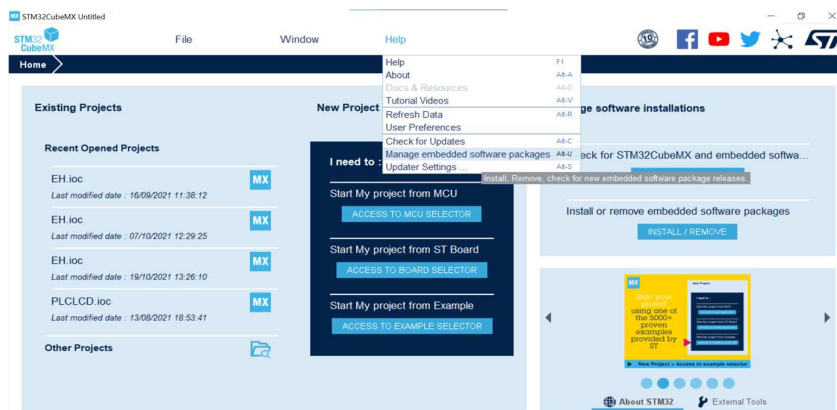 MX STM32CubeMX Untitled
STM32
CubeMX
File
Window
Help
Home
Help F1
About Alt-A
Docs & Resources Alt-D
Tutorial Videos Alt-V
Refresh Data Alt-R
User Preferences
Check for Updates Alt-C
Manage embedded software packages Alt-U
Updater Settings ... Alt-S
Install, Remove, check for new embedded software package releases.
Existing Projects
Recent Opened Projects
EH.ioc
MX
Last modified date : 16/09/2021 11:38:12
EH.ioc
MX
Last modified date : 07/10/2021 12:29:25
EH.ioc
MX
Last modified date : 19/10/2021 13:26:10
PLCLCD.ioc
MX
Last modified date : 13/08/2021 18:53:41
Other Projects
New Project
I need to :
Start My project from MCU
ACCESS TO MCU SELECTOR
Start My project from ST Board
ACCESS TO BOARD SELECTOR
Start My project from Example
ACCESS TO EXAMPLE SELECTOR
ge software installations
eck for STM32CubeMX and embedded softwa...
Install or remove embedded software packages
INSTALL / REMOVE
MX
Start your
project
using one of
the 5000+
proven
examples
provided by
ST
New Project > Access to example selector
About STM32
External Tools